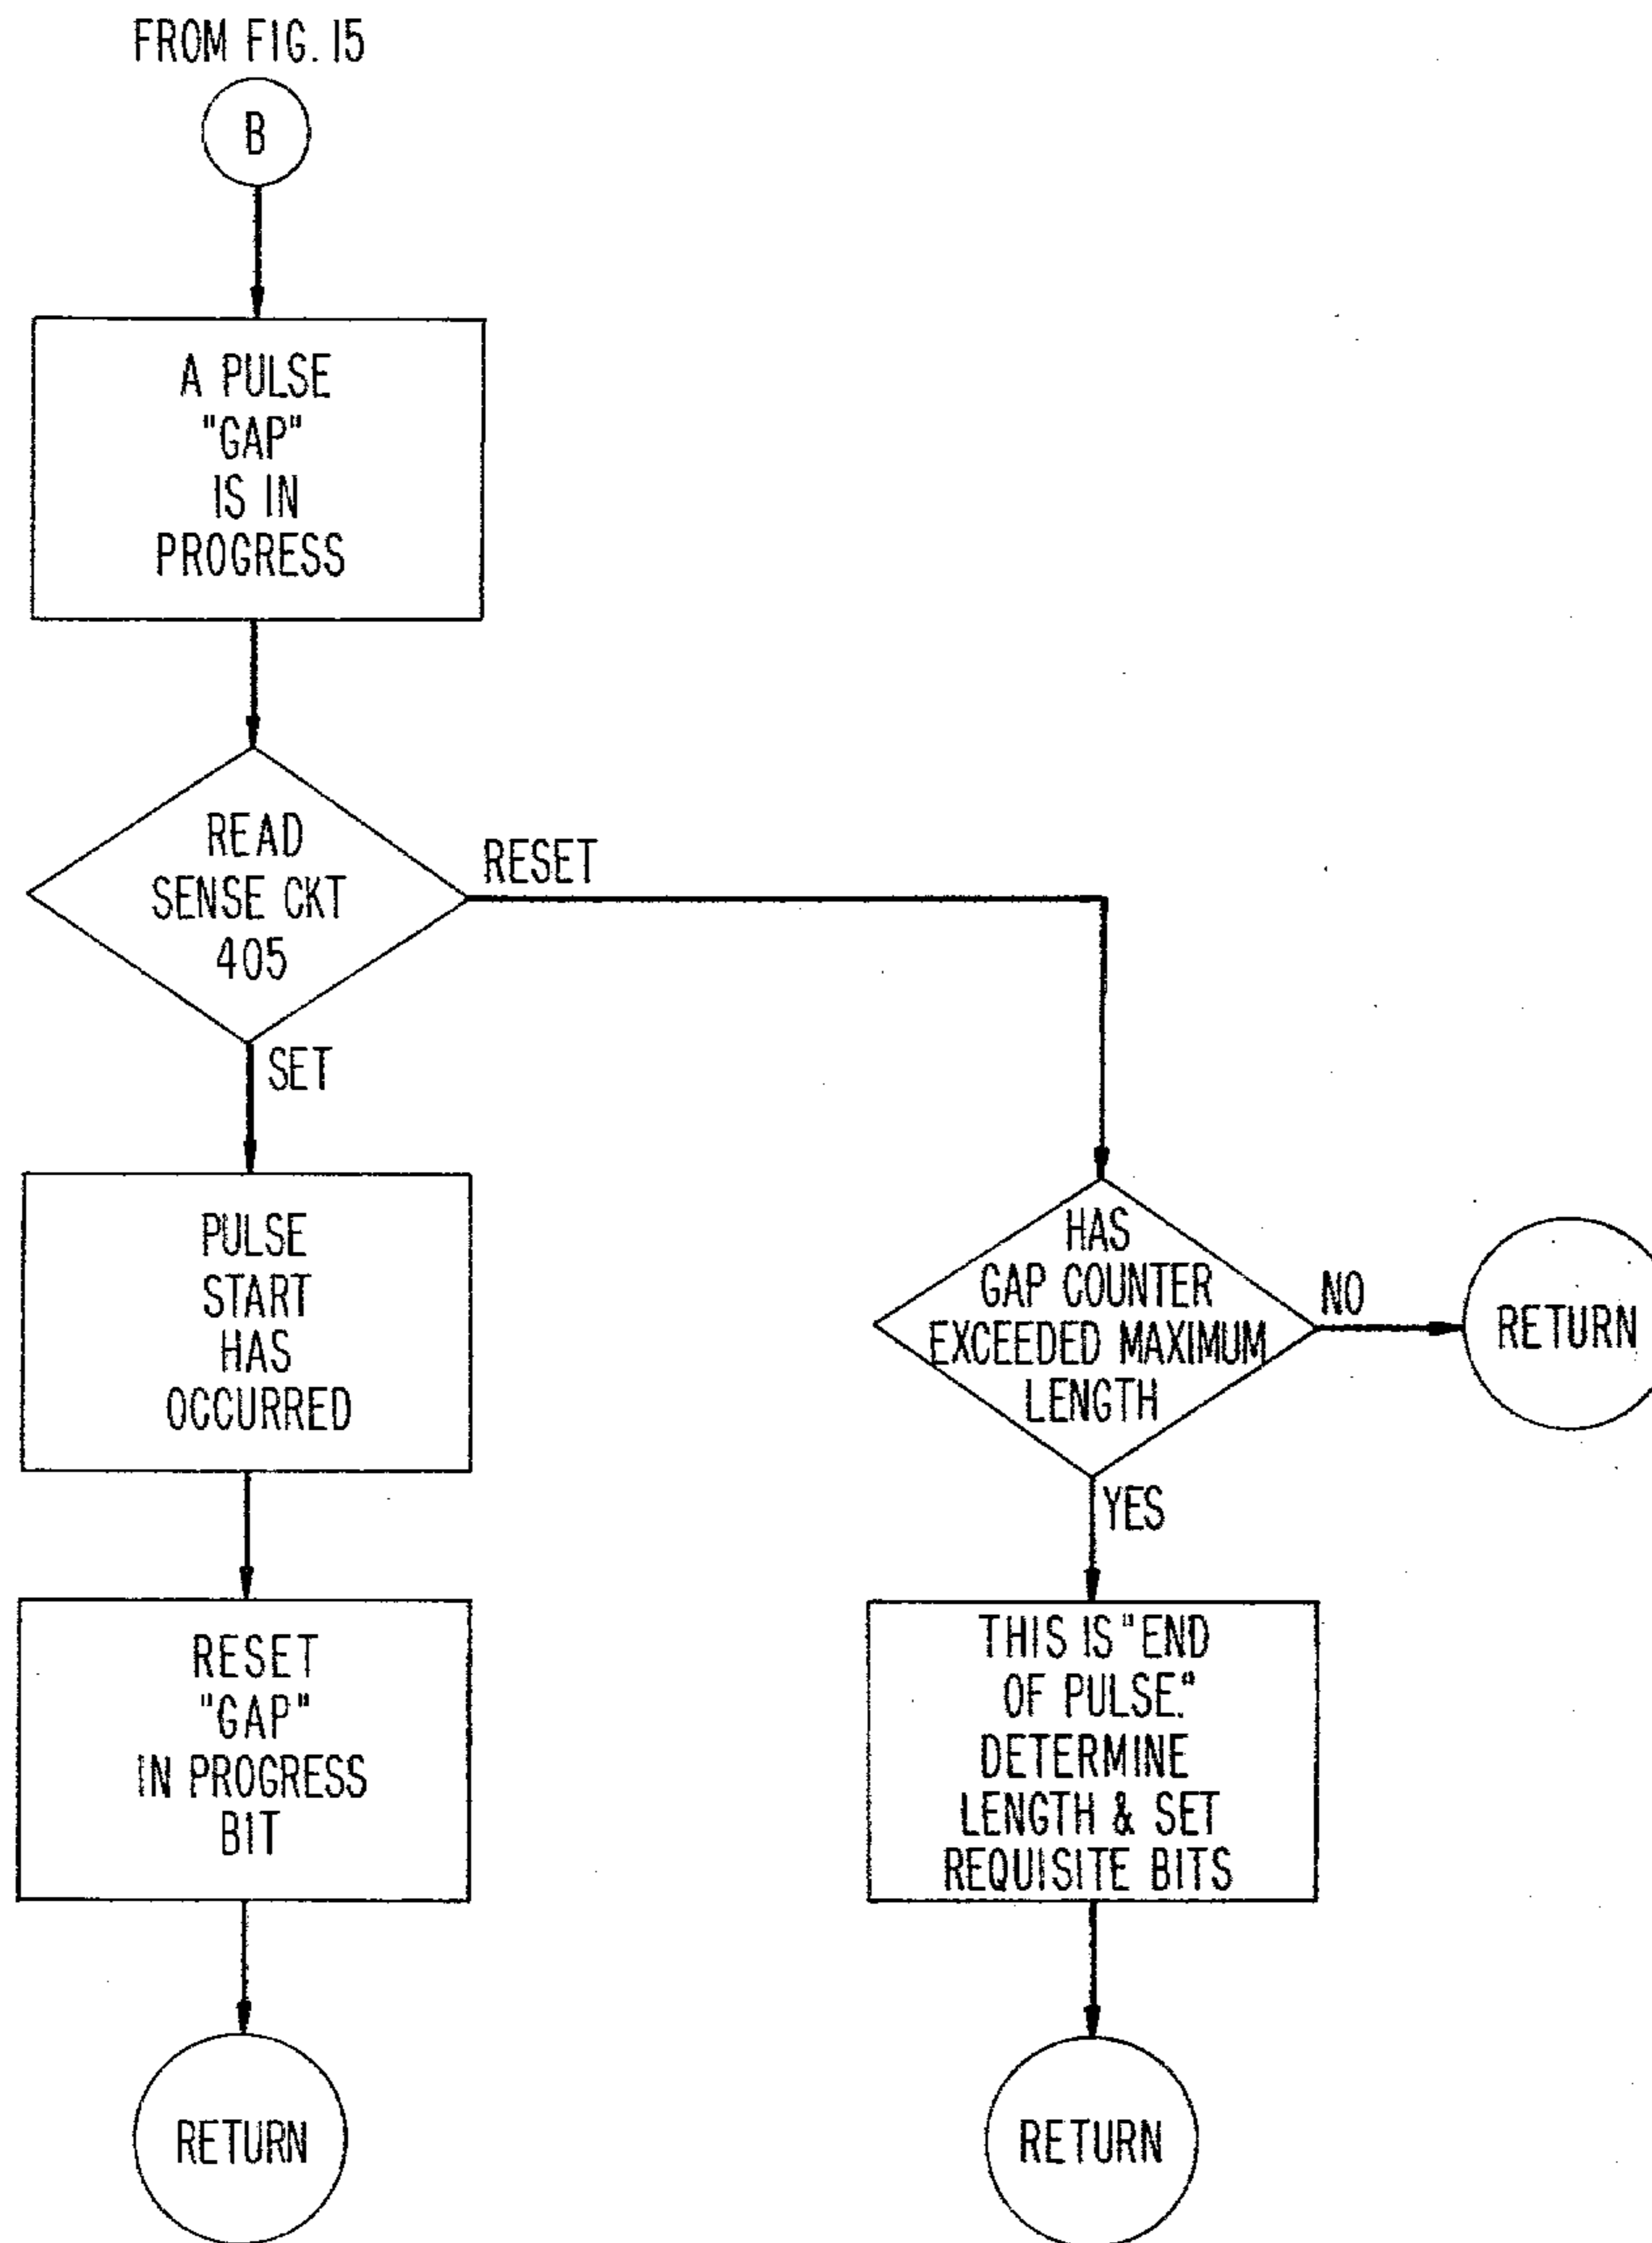 FROM FIG. 15
B
A PULSE
"GAP"
IS IN
PROGRESS
READ
SENSE CKT
405
RESET
SET
PULSE
START
HAS
OCCURRED
HAS
GAP COUNTER
EXCEEDED MAXIMUM
LENGTH
NO
RETURN
YES
RESET
"GAP"
IN PROGRESS
BIT
THIS IS "END
OF PULSE."
DETERMINE
LENGTH & SET
REQUISITE BITS
RETURN
RETURN